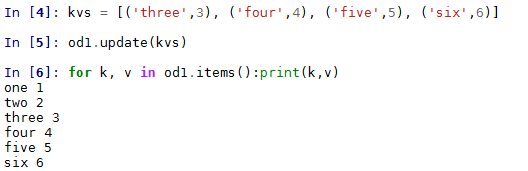 In [4]: kvs = [('three',3), ('four',4), ('five',5), ('six',6)]
In [5]: od1.update(kvs)
In [6]: for k, v in od1.items():print(k,v)
one 1
two 2
three 3
four 4
five 5
six 6